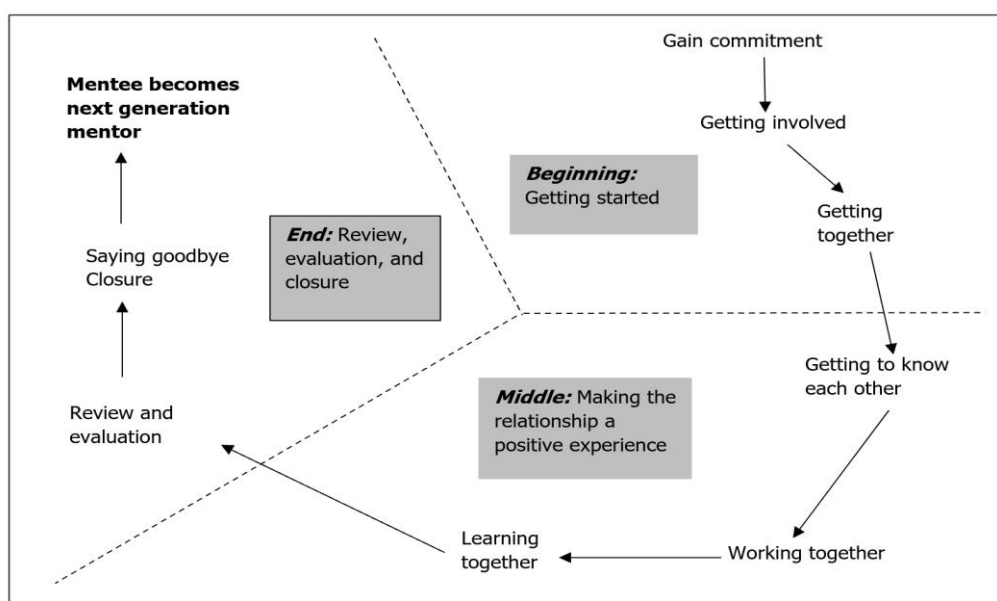 Gain commitment
Getting involved
Beginning:
Getting started
Getting
together
Getting to know
each other
Middle: Making the
relationship a
positive experience
Working together
Learning
together
Review and
evaluation
End: Review,
evaluation, and
closure
Saying goodbye
Closure
Mentee becomes
next generation
mentor